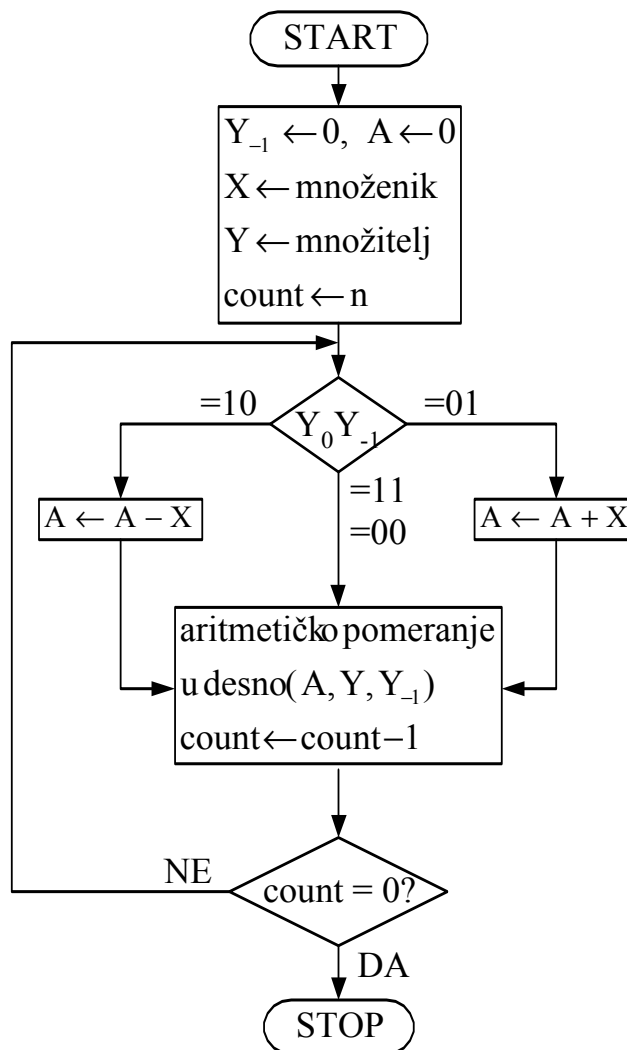 START
Y₋₁ ← 0, A ← 0
X ← množenik
Y ← množitelj
count ← n
=10
Y₀Y₋₁
=01
=11
=00
A ← A − X
A ← A + X
aritmetičko pomeranje
u desno(A, Y, Y₋₁)
count ← count−1
NE
count = 0?
DA
STOP